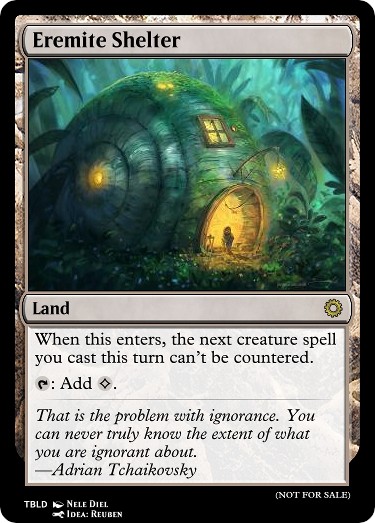 Eremite Shelter
Land
When this enters, the next creature spell
you cast this turn can't be countered.
: Add .
That is the problem with ignorance. You
can never truly know the extent of what
you are ignorant about.
—Adrian Tchaikovsky
(NOT FOR SALE)
TBLD Nele Diel
Idea: Reuben